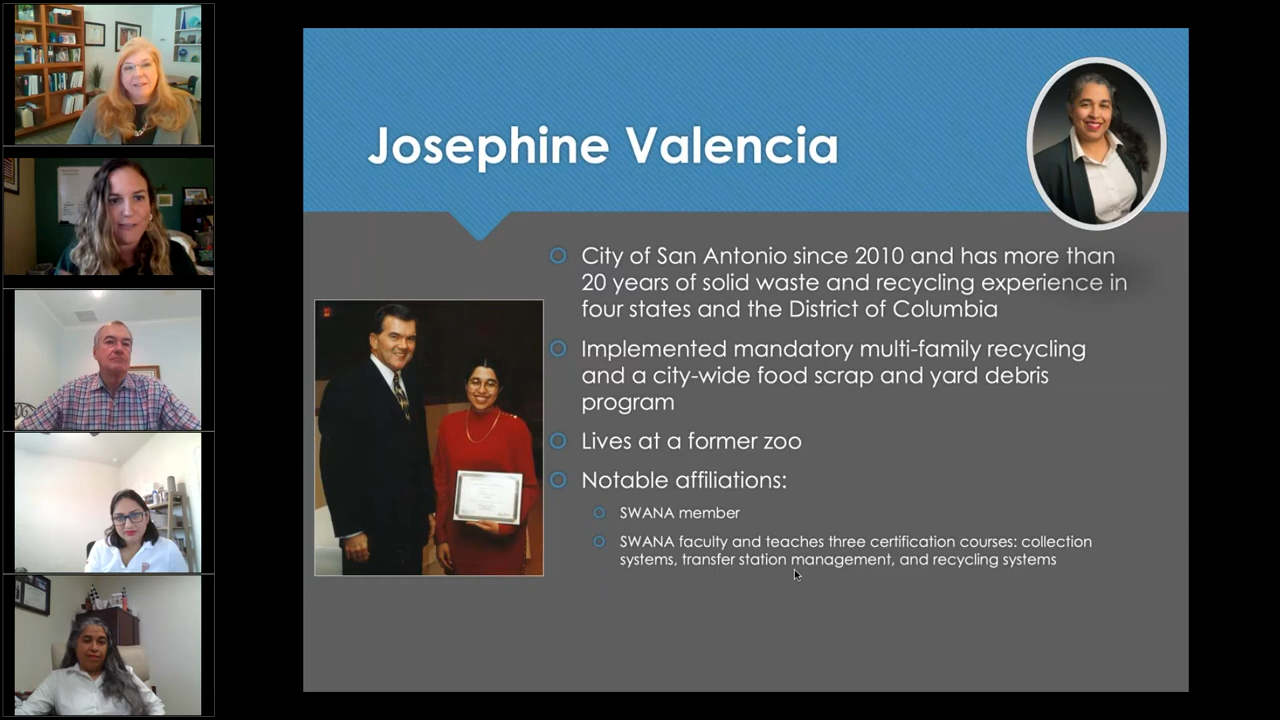 Josephine Valencia
City of San Antonio since 2010 and has more than
20 years of solid waste and recycling experience in
four states and the District of Columbia
Implemented mandatory multi-family recycling
and a city-wide food scrap and yard debris
program
Lives at a former zoo
Notable affiliations:
SWANA member
SWANA faculty and teaches three certification courses: collection
systems, transfer station management, and recycling systems